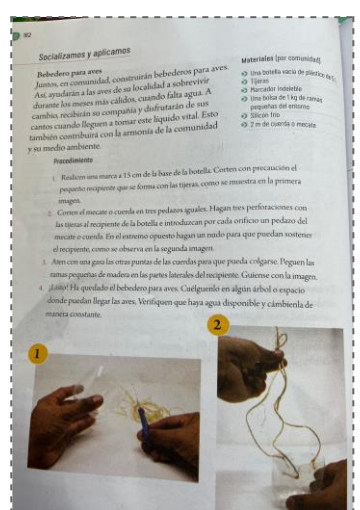 162
Socializamos y aplicamos
Bebedero para aves
Juntos, en comunidad, construirán bebederos para aves.
Así, ayudarán a las aves de su localidad a sobrevivir
durante los meses más cálidos, cuando falta agua. A
cambio, recibirán su compañía y disfrutarán de sus
cantos cuando lleguen a tomar este líquido vital. Esto
también contribuirá con la armonía de la comunidad
y su medio ambiente.
Materiales (por comunidad)
Una botella vacía de plástico de
Tijeras
Marcador indeleble
Una bolsa de 1 kg de ramas
pequeñas del entorno
Silicón frío
2 m de cuerda o mecate
Procedimiento
1. Realicen una marca a 15 cm de la base de la botella. Corten con precaución el
pequeño recipiente que se forma con las tijeras, como se muestra en la primera
imagen.
2. Corten el mecate o cuerda en tres pedazos iguales. Hagan tres perforaciones con
las tijeras al recipiente de la botella e introduzcan por cada orificio un pedazo del
mecate o cuerda. En el extremo opuesto hagan un nudo para que puedan sostener
el recipiente, como se observa en la segunda imagen.
3. Aten con una gasa las otras puntas de las cuerdas para que pueda colgarse. Peguen las
ramas pequeñas de madera en las partes laterales del recipiente. Guíense con la imagen.
4. ¡Listo! Ha quedado el bebedero para aves. Cuélguenlo en algún árbol o espacio
donde puedan llegar las aves. Verifiquen que haya agua disponible y cámbienla de
manera constante.
1
2